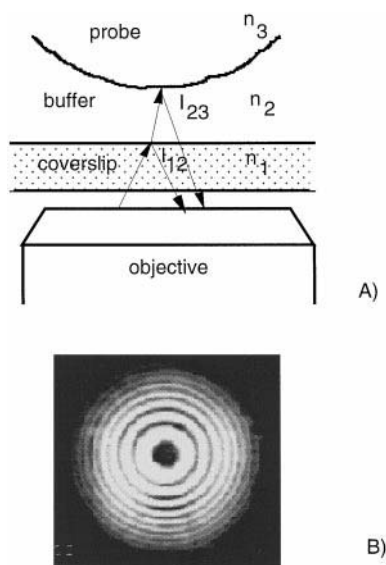 probe
n3
buffer
I23
n2
coverslip
I12
n1
objective
A)
B)